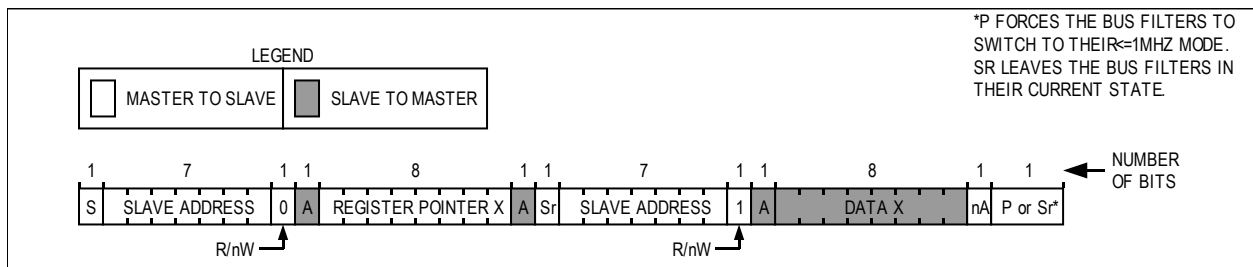 *P FORCES THE BUS FILTERS TO
SWITCH TO THEIR<=1MHZ MODE.
SR LEAVES THE BUS FILTERS IN
THEIR CURRENT STATE.
LEGEND
MASTER TO SLAVE SLAVE TO MASTER
1 7 1 1 8 1 1 7 1 1 8 1 1 NUMBER
OF BITS
S SLAVE ADDRESS 0 A REGISTER POINTER X A Sr SLAVE ADDRESS 1 A DATA X nA P or Sr*
R/nW R/nW